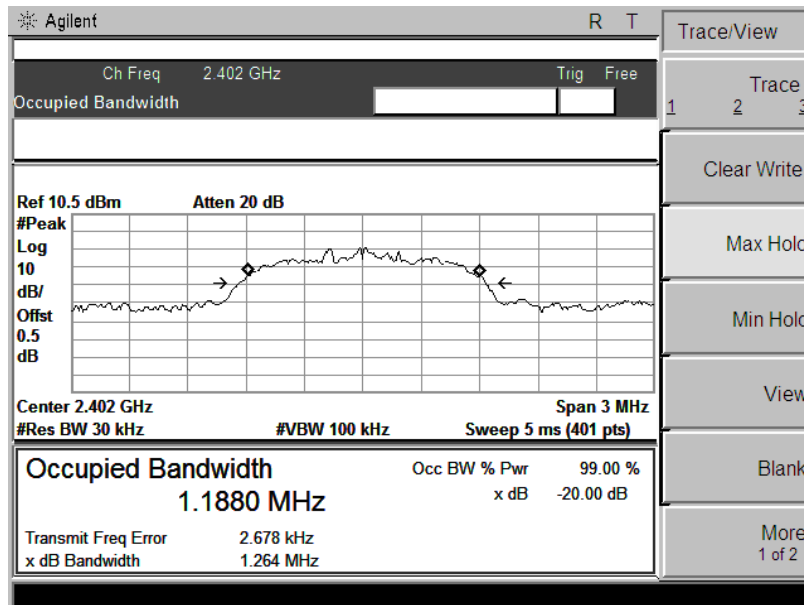 Agilent R T
Trace/View
Ch Freq 2.402 GHz Trig Free
Occupied Bandwidth
Trace
1 2 3
Clear Write
Max Hold
Min Hold
View
Blank
More
1 of 2
Ref 10.5 dBm Atten 20 dB
#Peak
Log
10
dB/
Offst
0.5
dB
Center 2.402 GHz Span 3 MHz
#Res BW 30 kHz #VBW 100 kHz Sweep 5 ms (401 pts)
Occupied Bandwidth
1.1880 MHz
Occ BW % Pwr 99.00 %
x dB -20.00 dB
Transmit Freq Error 2.678 kHz
x dB Bandwidth 1.264 MHz